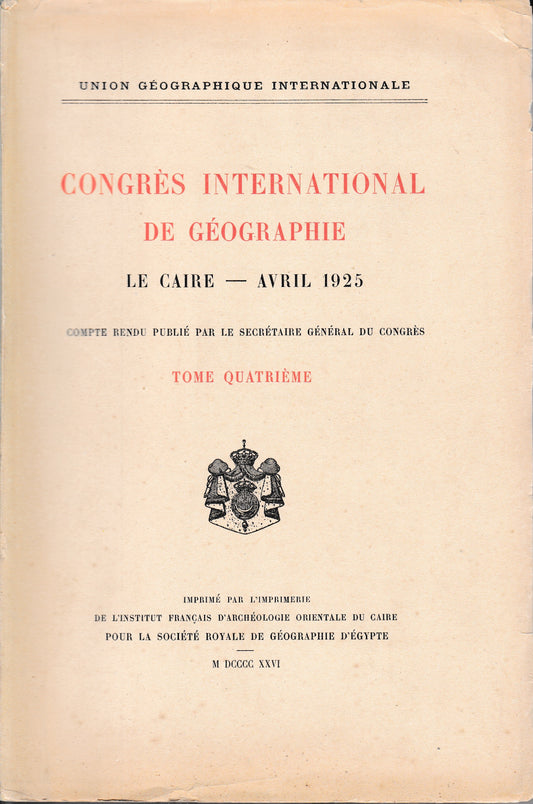 UNION GÉOGRAPHIQUE INTERNATIONALE
CONGRÈS INTERNATIONAL
DE GÉOGRAPHIE
LE CAIRE — AVRIL 1925
COMPTE RENDU PUBLIÉ PAR LE SECRÉTAIRE GÉNÉRAL DU CONGRÈS
TOME QUATRIÈME
IMPRIMÉ PAR L'IMPRIMERIE
DE L'INSTITUT FRANÇAIS D'ARCHÉOLOGIE ORIENTALE DU CAIRE
POUR LA SOCIÉTÉ ROYALE DE GÉOGRAPHIE D'ÉGYPTE
M DCCCC XXVI